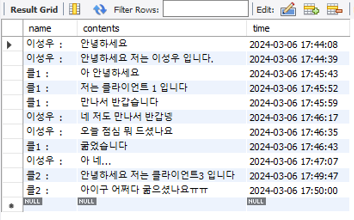 Result Grid Filter Rows: Edit:
name contents time
이성우 : 안녕하세요 2024-03-06 17:44:08
이성우 : 안녕하세요 저는 이성우 입니다. 2024-03-06 17:44:39
클1 : 아 안녕하세요 2024-03-06 17:45:43
클1 : 저는 클라이언트 1 입니다 2024-03-06 17:45:52
클1 : 만나서 반갑습니다 2024-03-06 17:45:59
이성우 : 네 저도 만나서 반갑넹 2024-03-06 17:46:17
이성우 : 오늘 점심 뭐 드셨나요 2024-03-06 17:46:35
클1 : 굶었습니다 2024-03-06 17:46:43
이성우 : 아 네... 2024-03-06 17:47:07
클2 : 안녕하세요 저는 클라이언트3 입니다 2024-03-06 17:49:47
클2 : 아이구 어쩌다 굶으셨나요ㅠㅠ 2024-03-06 17:50:00
NULL NULL NULL